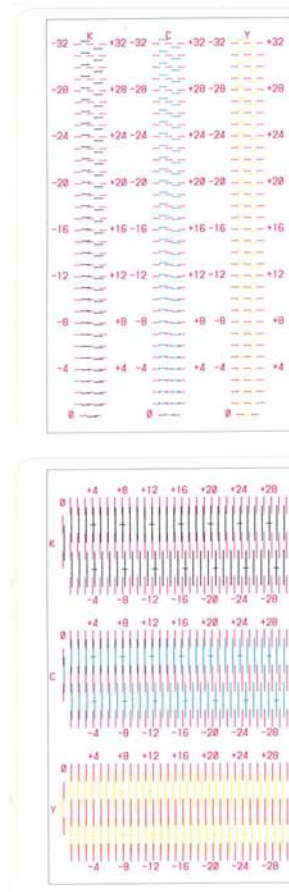 K C Y
-32 +32 -32 +32 -32 +32
-28 +28 -28 +28 -28 +28
-24 +24 -24 +24 -24 +24
-20 +20 -20 +20 -20 +20
-16 +16 -16 +16 -16 +16
-12 +12 -12 +12 -12 +12
-8 +8 -8 +8 -8 +8
-4 +4 -4 +4 -4 +4
0 0 0
+4 +8 +12 +16 +20 +24 +28
0
K
-4 -8 -12 -16 -20 -24 -28
+4 +8 +12 +16 +20 +24 +28
0
C
-4 -8 -12 -16 -20 -24 -28
+4 +8 +12 +16 +20 +24 +28
0
Y
-4 -8 -12 -16 -20 -24 -28